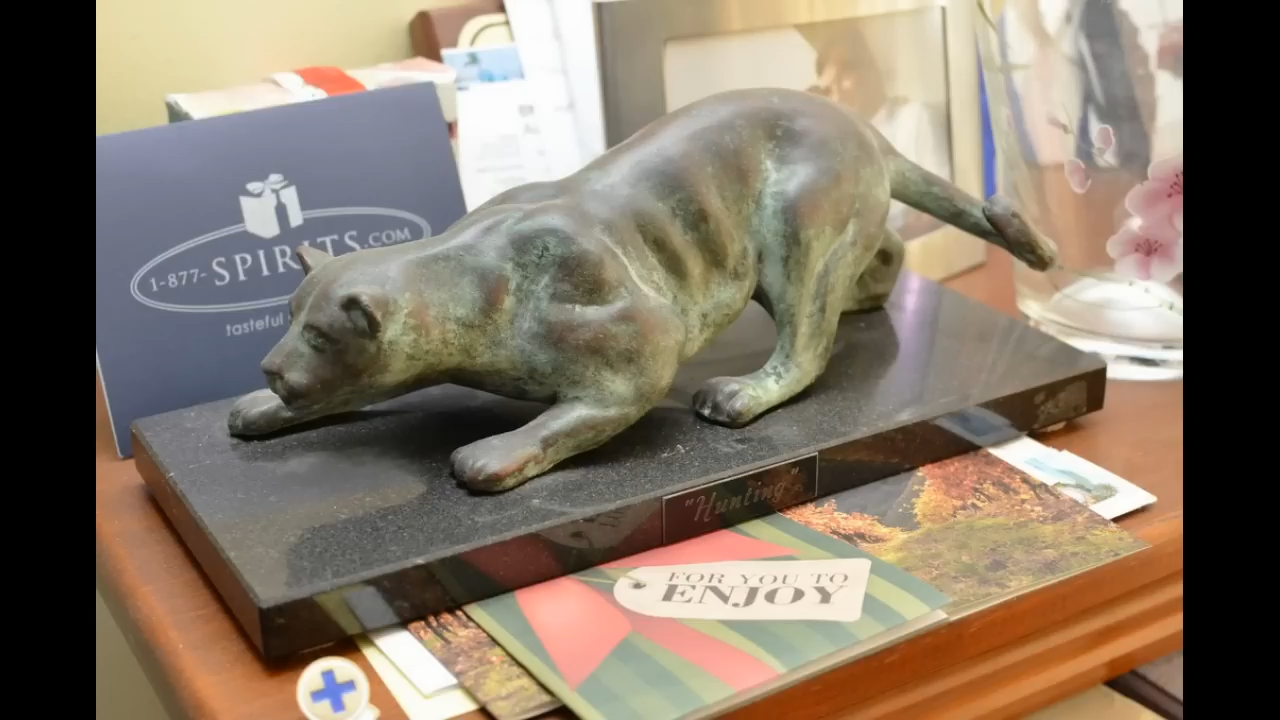 1-877-SPIRITS.COM
tasteful
"Hunting"
FOR YOU TO
ENJOY